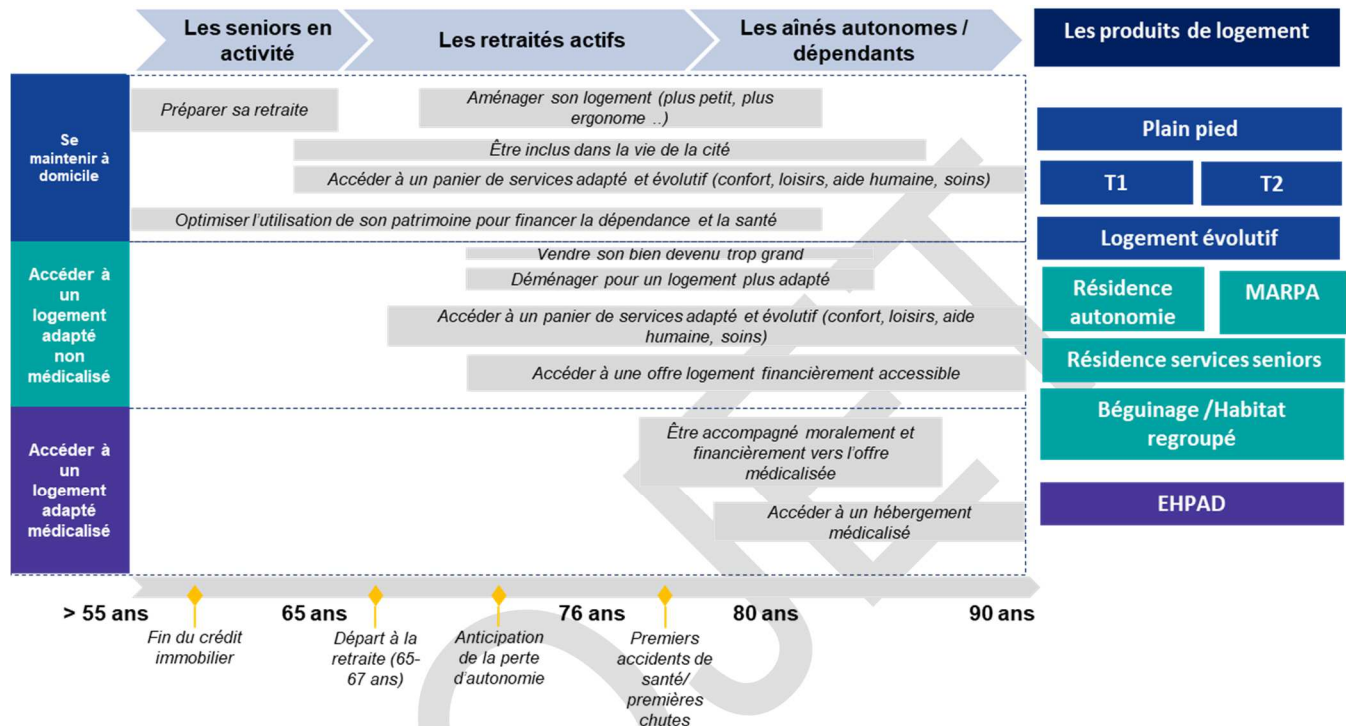 Les seniors en
activité
Les retraités actifs
Les aînés autonomes /
dépendants
Les produits de logement
Se
maintenir à
domicile
Préparer sa retraite
Aménager son logement (plus petit, plus
ergonome ..)
Être inclus dans la vie de la cité
Accéder à un panier de services adapté et évolutif (confort, loisirs, aide humaine, soins)
Optimiser l'utilisation de son patrimoine pour financer la dépendance et la santé
Plain pied
T1
T2
Logement évolutif
Accéder à
un
logement
adapté
non
médicalisé
Vendre son bien devenu trop grand
Déménager pour un logement plus adapté
Accéder à un panier de services adapté et évolutif (confort, loisirs, aide
humaine, soins)
Accéder à une offre logement financièrement accessible
Résidence
autonomie
MARPA
Résidence services seniors
Béguinage /Habitat
regroupé
Accéder à
un
logement
adapté
médicalisé
Être accompagné moralement et
financièrement vers l'offre
médicalisée
Accéder à un hébergement
médicalisé
EHPAD
> 55 ans
65 ans
76 ans
80 ans
90 ans
Fin du crédit
immobilier
Départ à la
retraite (65-
67 ans)
Anticipation
de la perte
d'autonomie
Premiers
accidents de
santé/
premières
chutes